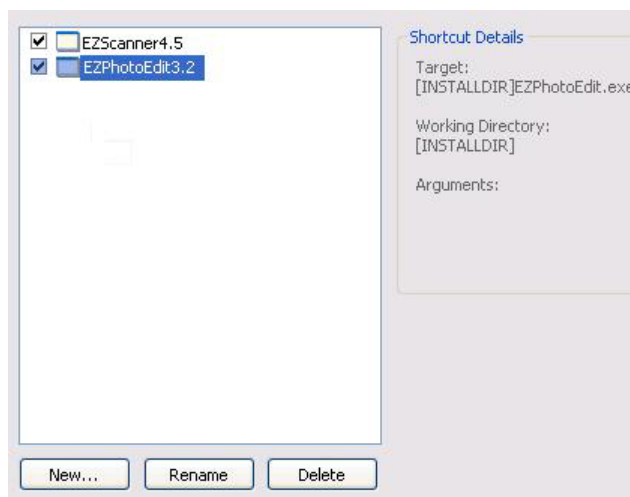 EZScanner4.5
EZPhotoEdit3.2
Shortcut Details
Target:
[INSTALLDIR]EZPhotoEdit.exe
Working Directory:
[INSTALLDIR]
Arguments:
New...
Rename
Delete